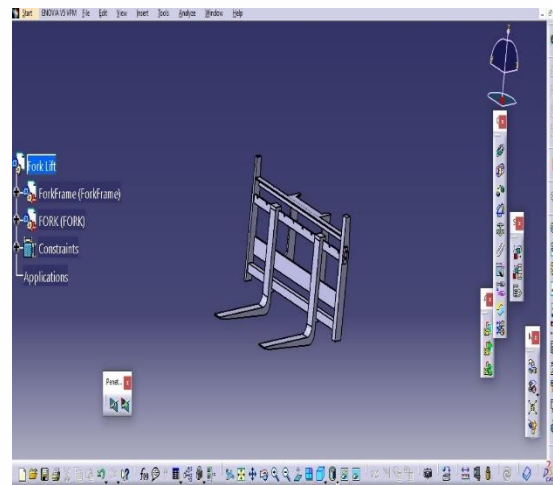 Start ENOVIA V5 VPM File Edit View Insert Tools Analyze Window Help
Fork Lift
ForkFrame (ForkFrame)
FORK (FORK)
Constraints
Applications
Penet...